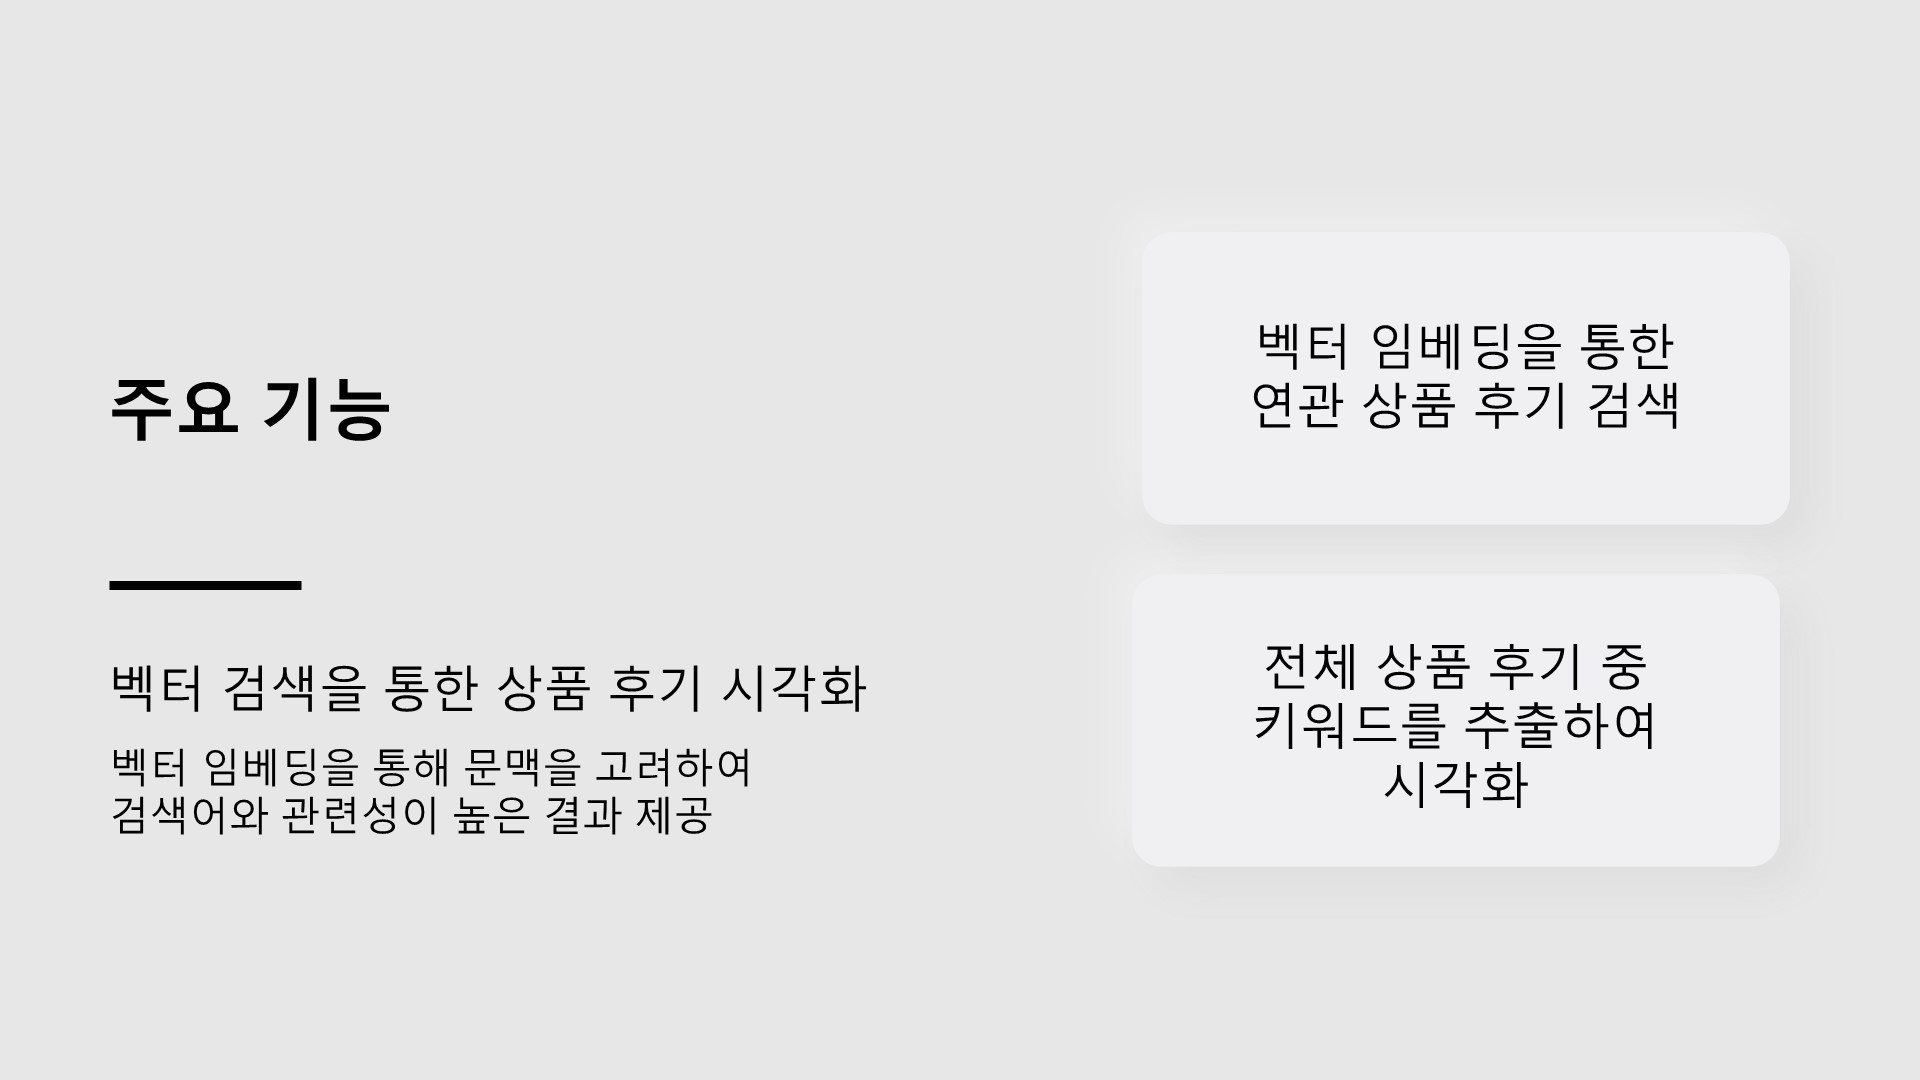 주요 기능
벡터 검색을 통한 상품 후기 시각화
벡터 임베딩을 통해 문맥을 고려하여
검색어와 관련성이 높은 결과 제공
벡터 임베딩을 통한
연관 상품 후기 검색
전체 상품 후기 중
키워드를 추출하여
시각화